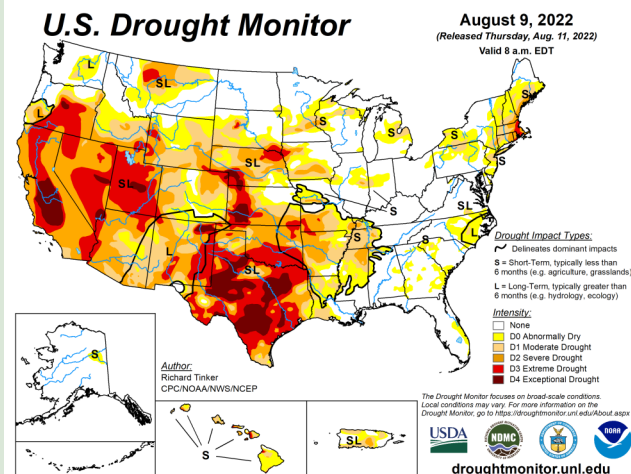 U.S. Drought Monitor
August 9, 2022
(Released Thursday, Aug. 11, 2022)
Valid 8 a.m. EDT
L
SL
S
L
S
S
S
S
SL
SL
S
SL
L
S
S
SL
Drought Impact Types:
Delineates dominant impacts
S = Short-Term, typically less than
6 months (e.g. agriculture, grasslands)
L = Long-Term, typically greater than
6 months (e.g. hydrology, ecology)
Intensity:
None
D0 Abnormally Dry
D1 Moderate Drought
D2 Severe Drought
D3 Extreme Drought
D4 Exceptional Drought
S
Author:
Richard Tinker
CPC/NOAA/NWS/NCEP
S
SL
The Drought Monitor focuses on broad-scale conditions.
Local conditions may vary. For more information on the
Drought Monitor, go to https://droughtmonitor.unl.edu/About.aspx
USDA
NDMC
NOAA
droughtmonitor.unl.edu